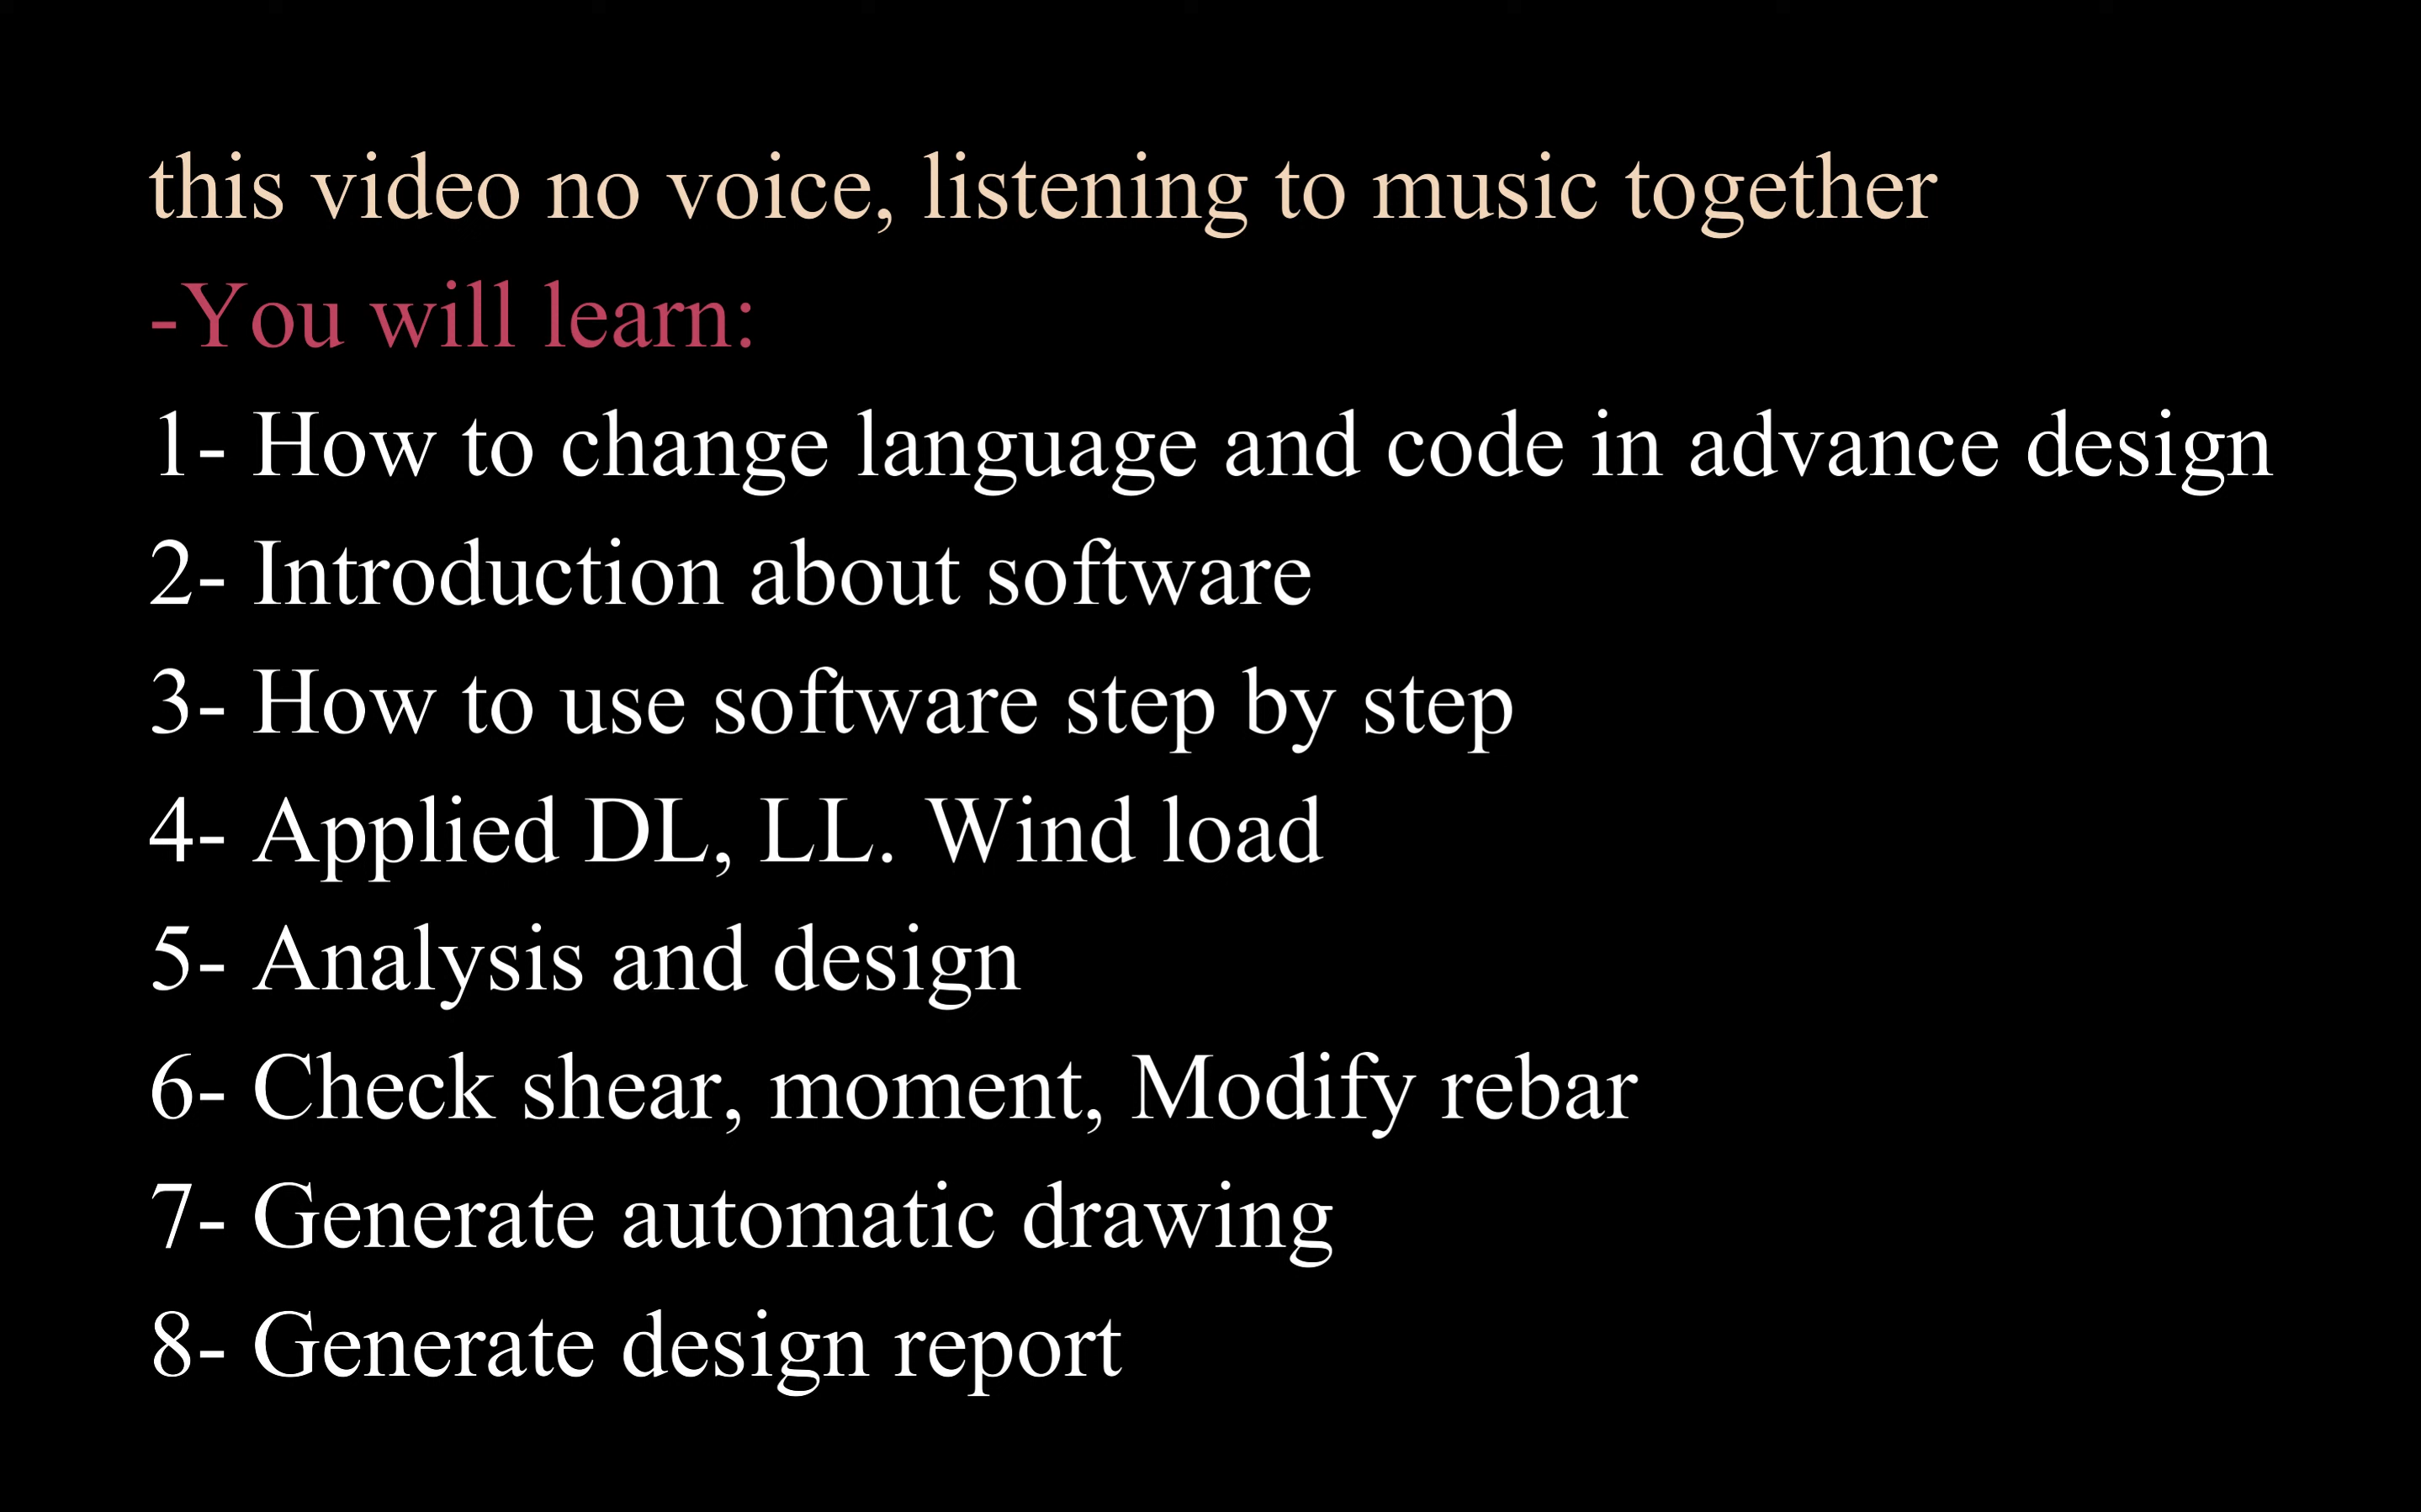 this video no voice, listening to music together
-You will learn:
1- How to change language and code in advance design
2- Introduction about software
3- How to use software step by step
4- Applied DL, LL. Wind load
5- Analysis and design
6- Check shear, moment, Modify rebar
7- Generate automatic drawing
8- Generate design report